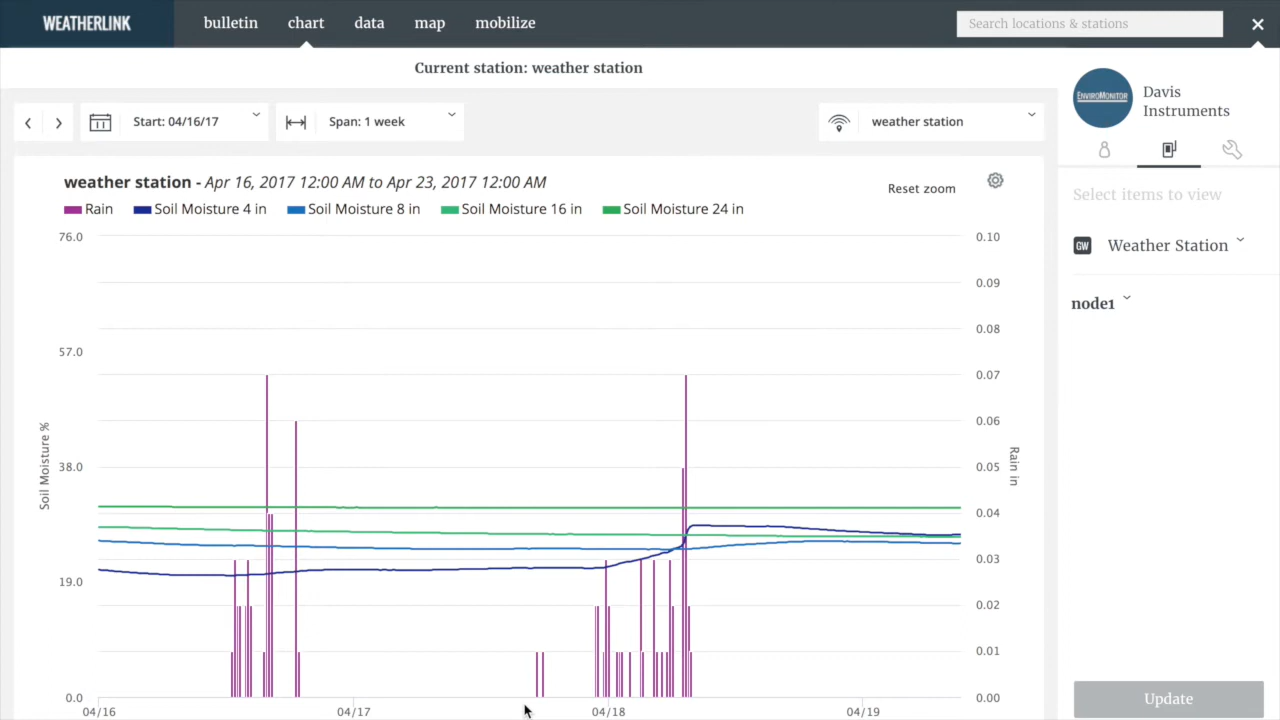 WEATHERLINK bulletin chart data map mobilize Search locations & stations
Current station: weather station
Start: 04/16/17 Span: 1 week weather station
weather station - Apr 16, 2017 12:00 AM to Apr 23, 2017 12:00 AM
Reset zoom
Rain Soil Moisture 4 in Soil Moisture 8 in Soil Moisture 16 in Soil Moisture 24 in
76.0
57.0
38.0
19.0
0.0
Soil Moisture %
0.10
0.09
0.08
0.07
0.06
0.05
0.04
0.03
0.02
0.01
0.00
Rain in
04/16 04/17 04/18 04/19
ENVIROMONITOR
Davis
Instruments
Select items to view
GW Weather Station
node1
Update